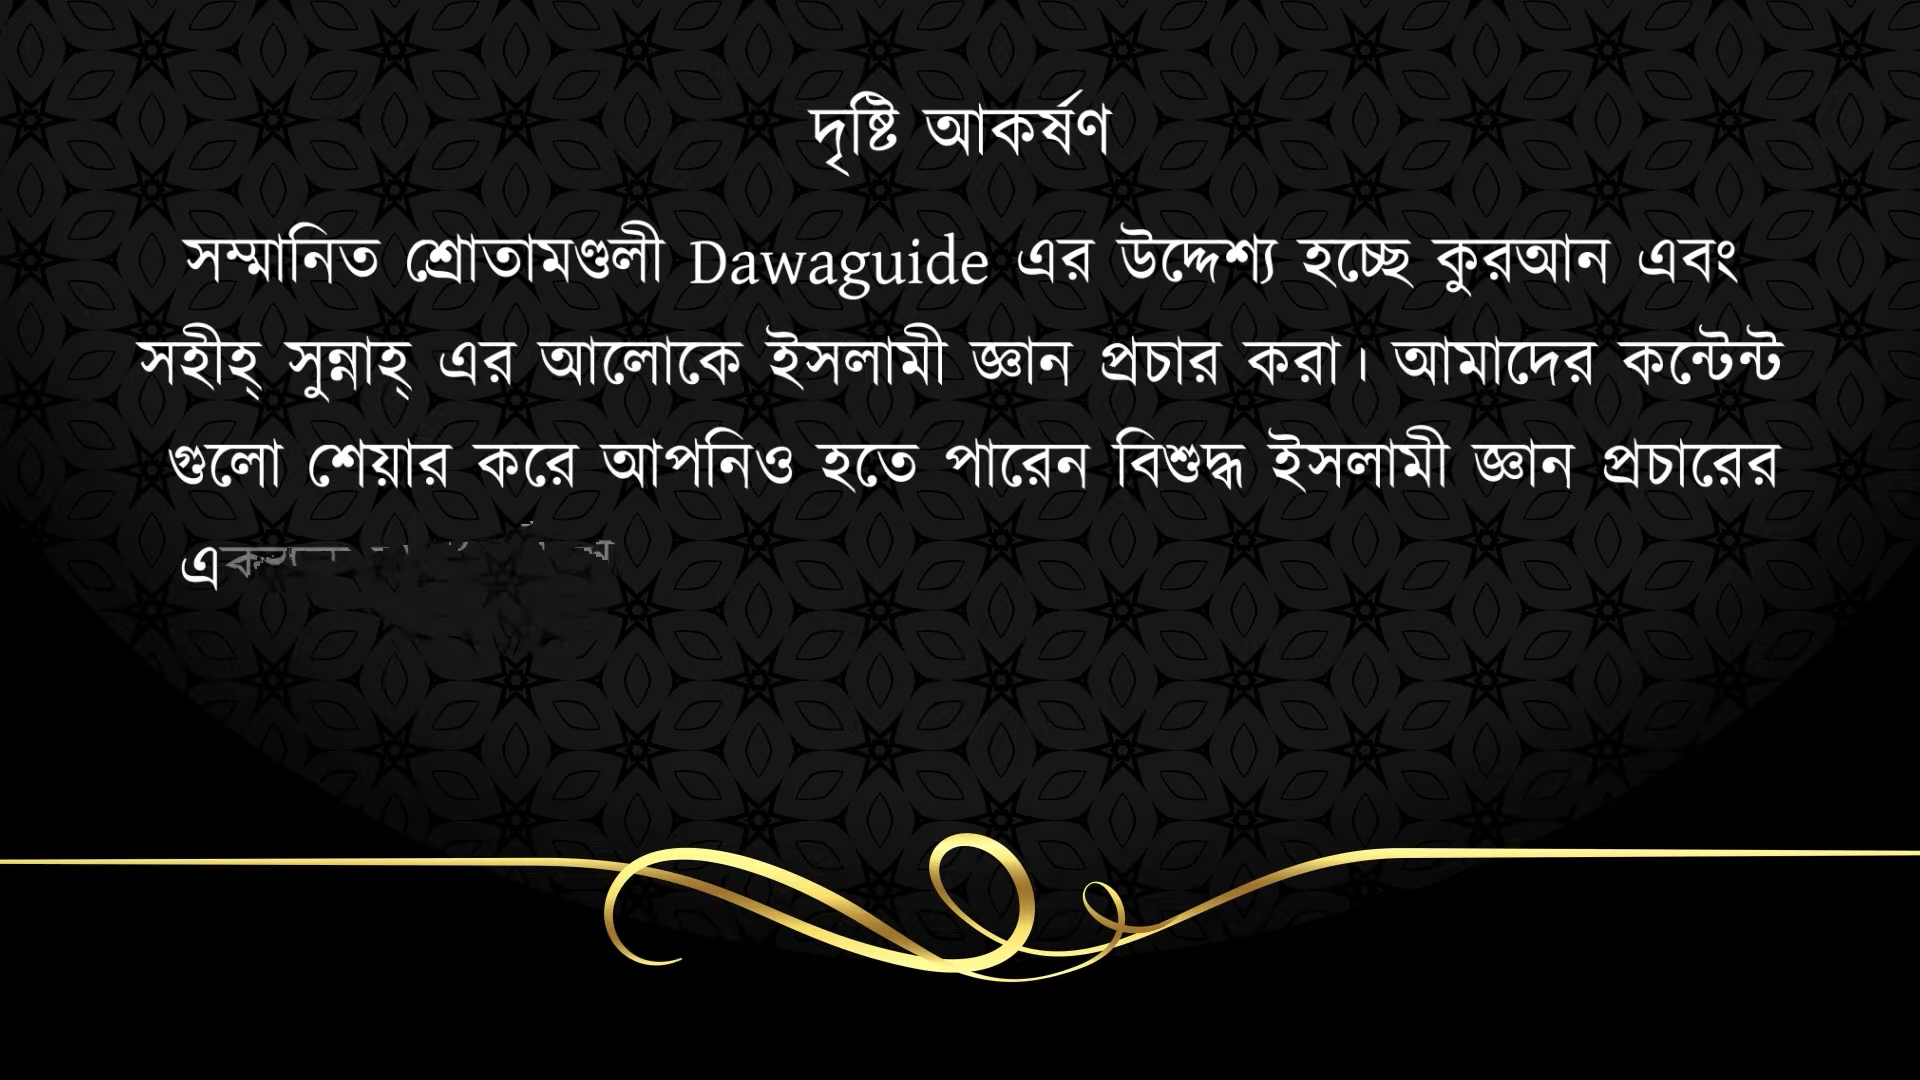 দৃষ্টি আকর্ষণ
সম্মানিত শ্রোতামণ্ডলী Dawaguide এর উদ্দেশ্য হচ্ছে কুরআন এবং
সহীহ্ সুন্নাহ্ এর আলোকে ইসলামী জ্ঞান প্রচার করা। আমাদের কন্টেন্ট
গুলো শেয়ার করে আপনিও হতে পারেন বিশুদ্ধ ইসলামী জ্ঞান প্রচারের